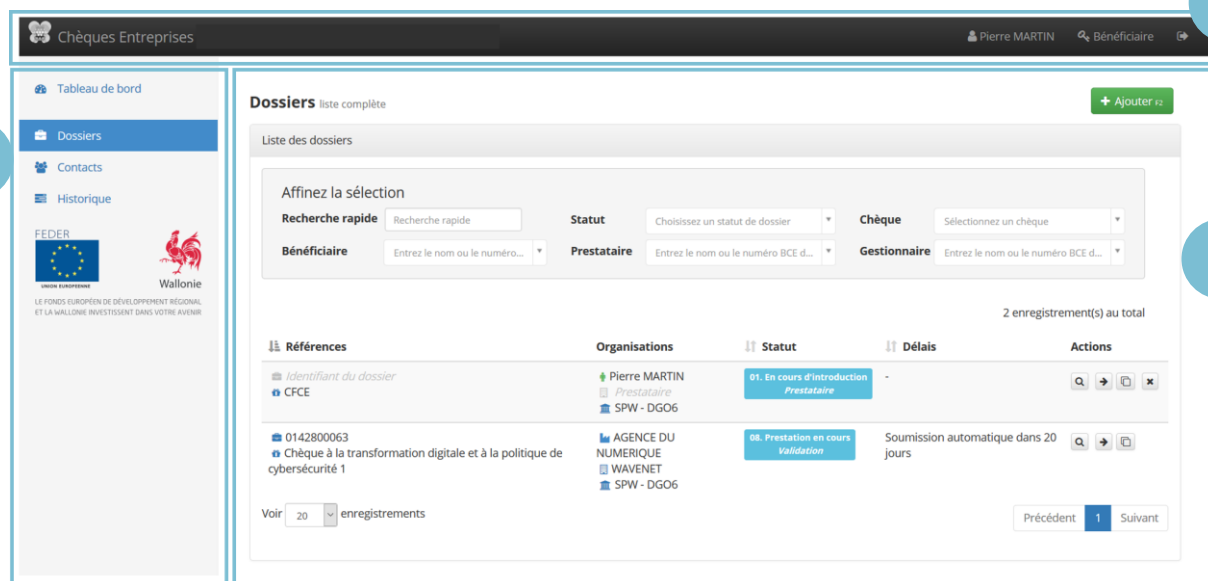 Chèques Entreprises
Pierre MARTIN
Bénéficiaire
Tableau de bord
Dossiers
Contacts
Historique
FEDER
UNION EUROPEENNE
Wallonie
LE FONDS EUROPÉEN DE DÉVELOPPEMENT RÉGIONAL
ET LA WALLONIE INVESTISSENT DANS VOTRE AVENIR
Dossiers liste complète
+ Ajouter F2
Liste des dossiers
Affinez la sélection
Recherche rapide Recherche rapide Statut Choisissez un statut de dossier Chèque Sélectionnez un chèque
Bénéficiaire Entrez le nom ou le numéro... Prestataire Entrez le nom ou le numéro BCE d... Gestionnaire Entrez le nom ou le numéro BCE d...
2 enregistrement(s) au total
Références Organisations Statut Délais Actions
Identifiant du dossier
CFCE
Pierre MARTIN
Prestataire
SPW - DGO6
01. En cours d'introduction
Prestataire
-
0142800063
Chèque à la transformation digitale et à la politique de
cybersécurité 1
AGENCE DU
NUMERIQUE
WAVENET
SPW - DGO6
08. Prestation en cours
Validation
Soumission automatique dans 20
jours
Voir 20 enregistrements
Précédent 1 Suivant